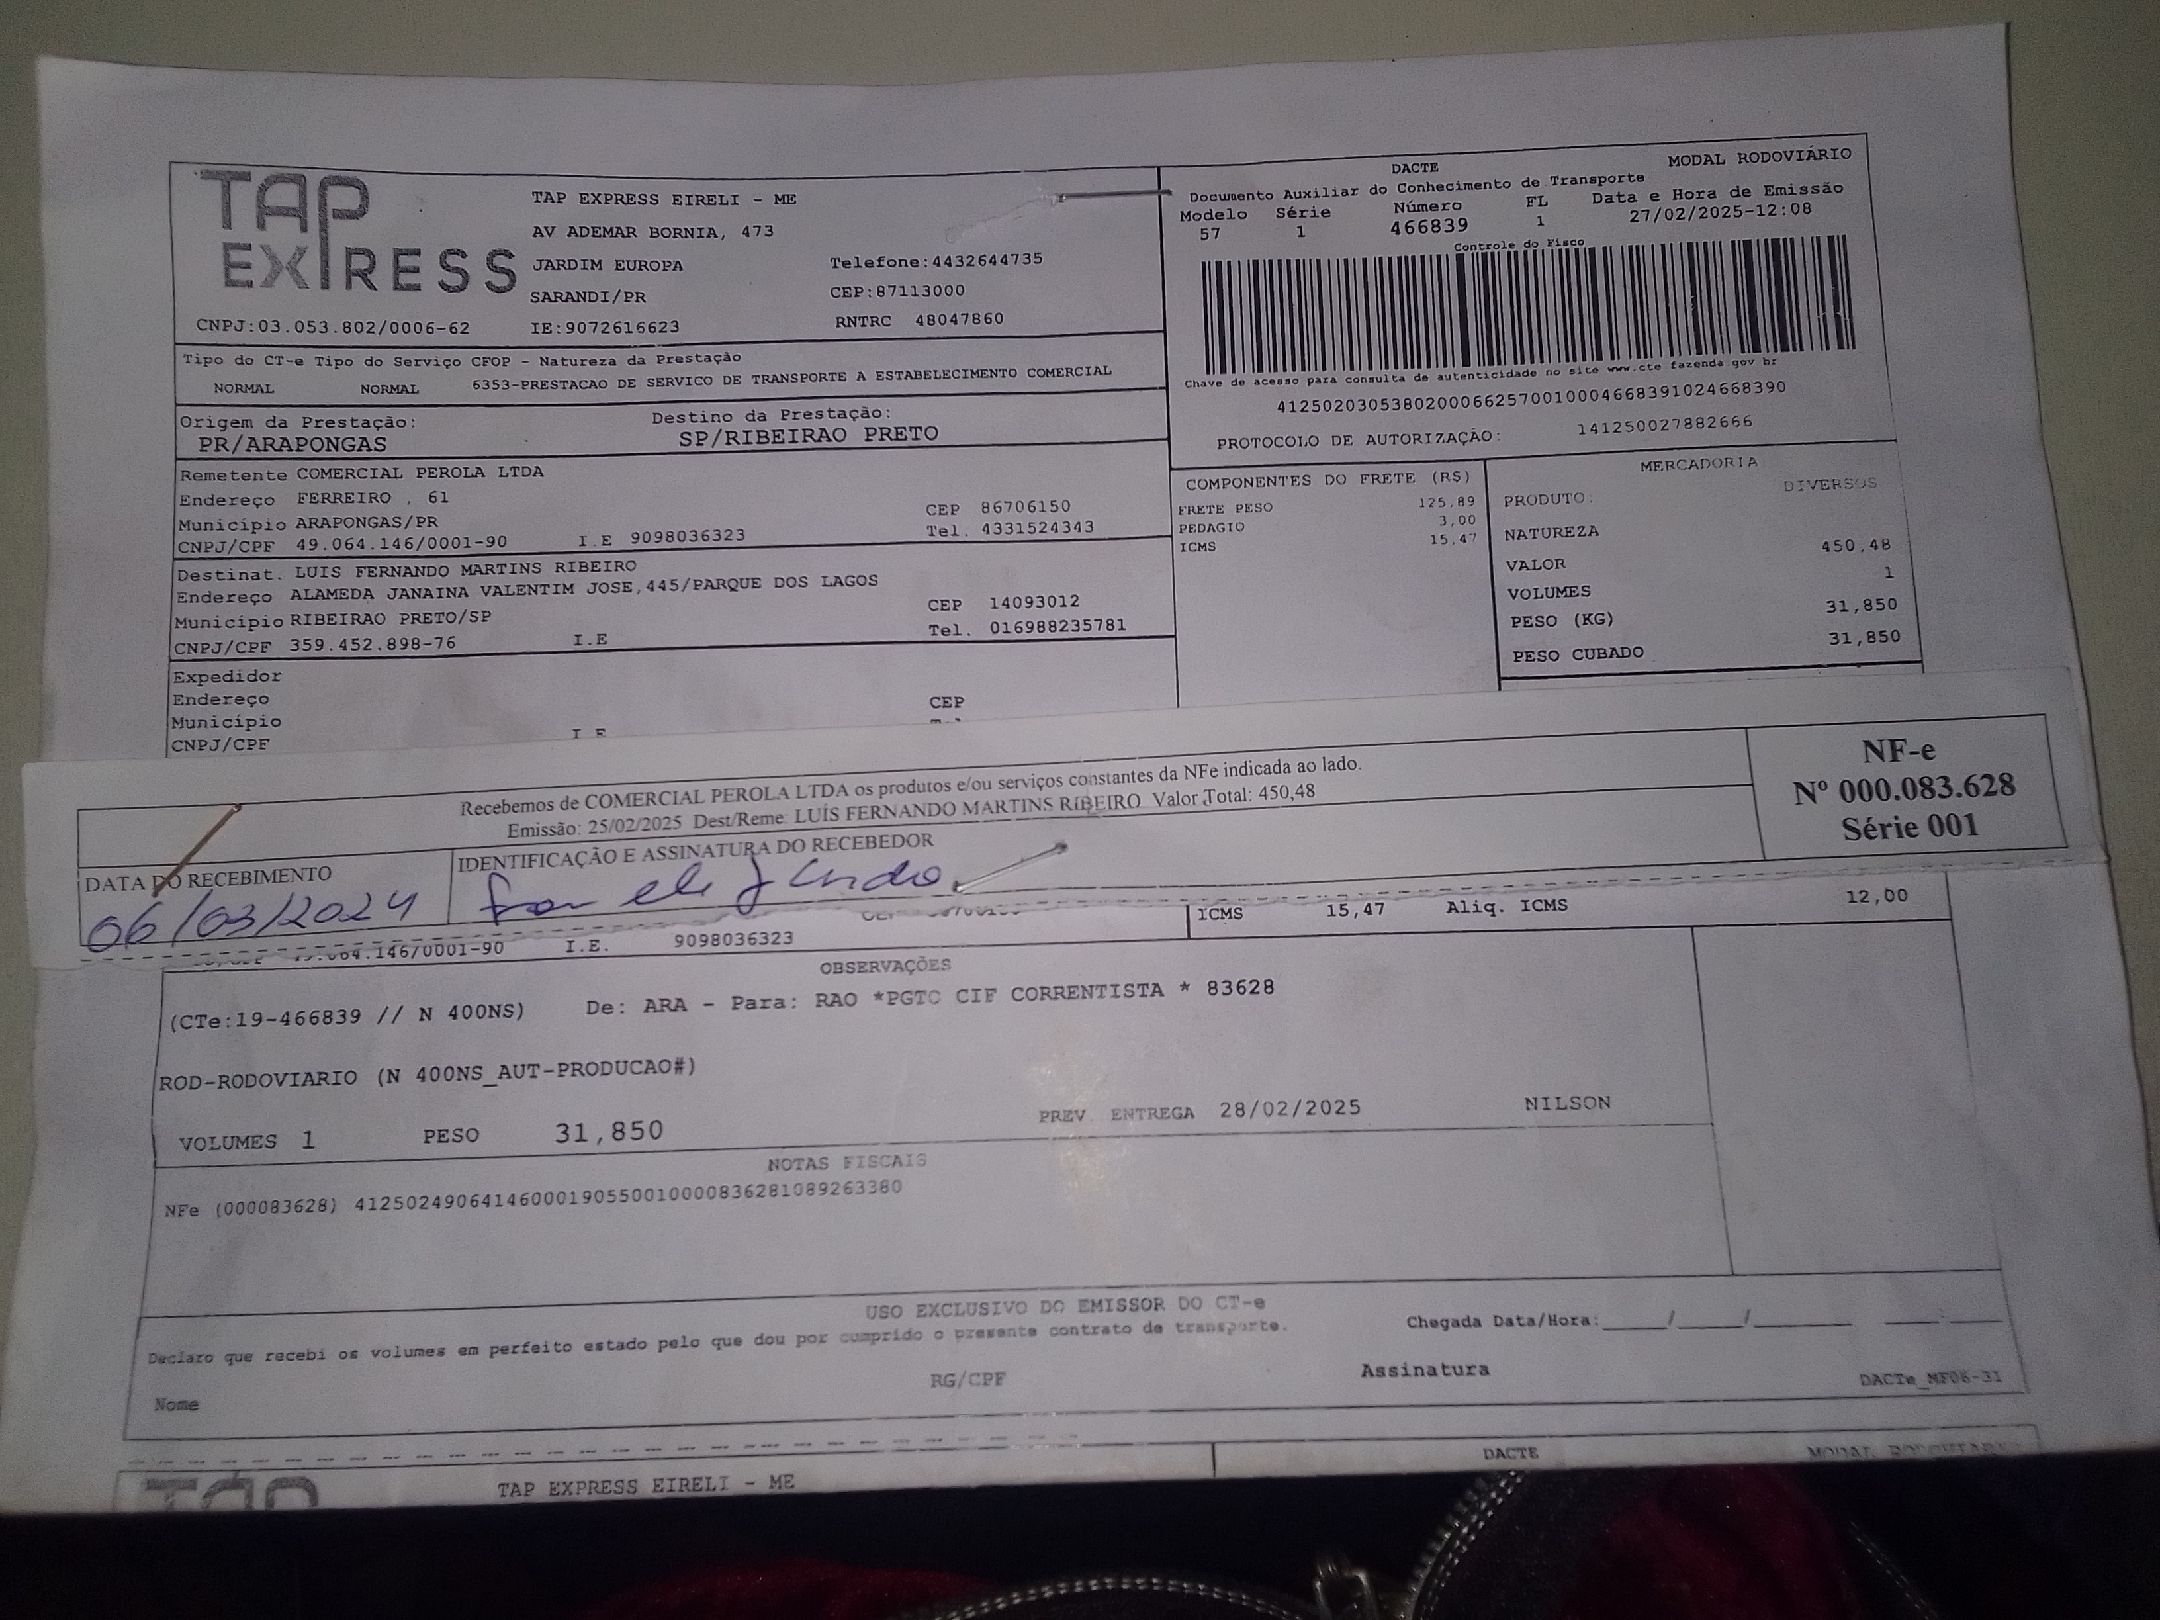 TAP EXPRESS
TAP EXPRESS EIRELI - ME
AV ADEMAR BORNIA, 473
JARDIM EUROPA Telefone:4432644735
SARANDI/PR CEP:87113000
CNPJ:03.053.802/0006-62 IE:9072616623 RNTRC 48047860
DACTE MODAL RODOVIÁRIO
Documento Auxiliar do Conhecimento de Transporte
Modelo Série Número FL Data e Hora de Emissão
57 1 466839 1 27/02/2025-12:08
Controle do Fisco
Chave de acesso para consulta de autenticidade no site www.cte fazenda gov br
41250203053802000662570010004668391024668390
PROTOCOLO DE AUTORIZAÇÃO: 141250027882666
Tipo do CT-e Tipo do Serviço CFOP - Natureza da Prestação
NORMAL NORMAL 6353-PRESTACAO DE SERVICO DE TRANSPORTE A ESTABELECIMENTO COMERCIAL
Origem da Prestação: Destino da Prestação:
PR/ARAPONGAS SP/RIBEIRAO PRETO
Remetente COMERCIAL PEROLA LTDA
Endereço FERREIRO , 61 CEP 86706150
Município ARAPONGAS/PR Tel. 4331524343
CNPJ/CPF 49.064.146/0001-90 I.E 9098036323
Destinat. LUIS FERNANDO MARTINS RIBEIRO
Endereço ALAMEDA JANAINA VALENTIM JOSE,445/PARQUE DOS LAGOS
Município RIBEIRAO PRETO/SP CEP 14093012
CNPJ/CPF 359.452.898-76 I.E Tel. 016988235781
Expedidor
Endereço CEP
Município
CNPJ/CPF I E
COMPONENTES DO FRETE (R$)
FRETE PESO 125,89
PEDAGIO 3,00
ICMS 15,47
MERCADORIA
PRODUTO: DIVERSOS
NATUREZA
VALOR 450,48
VOLUMES 1
PESO (KG) 31,850
PESO CUBADO 31,850
Recebemos de COMERCIAL PEROLA LTDA os produtos e/ou serviços constantes da NFe indicada ao lado.
Emissão: 25/02/2025 Dest/Reme: LUÍS FERNANDO MARTINS RIBEIRO Valor Total: 450,48
NF-e
Nº 000.083.628
Série 001
DATA DO RECEBIMENTO IDENTIFICAÇÃO E ASSINATURA DO RECEBEDOR
06/03/2024
ICMS 15,47 Aliq. ICMS 12,00
.064.146/0001-90 I.E. 9098036323
OBSERVAÇÕES
(CTe:19-466839 // N 400NS) De: ARA - Para: RAO *PGTO CIF CORRENTISTA * 83628
ROD-RODOVIARIO (N 400NS_AUT-PRODUCAO#)
VOLUMES 1 PESO 31,850 PREV. ENTREGA 28/02/2025 NILSON
NOTAS FISCAIS
NFe (000083628) 41250249064146000190550010000836281089263380
USO EXCLUSIVO DO EMISSOR DO CT-e
Declaro que recebi os volumes em perfeito estado pelo que dou por cumprido o presente contrato de transporte.
Chegada Data/Hora:_____/_____/________ ____:____
Nome RG/CPF Assinatura
DACTe_MF06-31
TAP EXPRESS EIRELI - ME DACTE